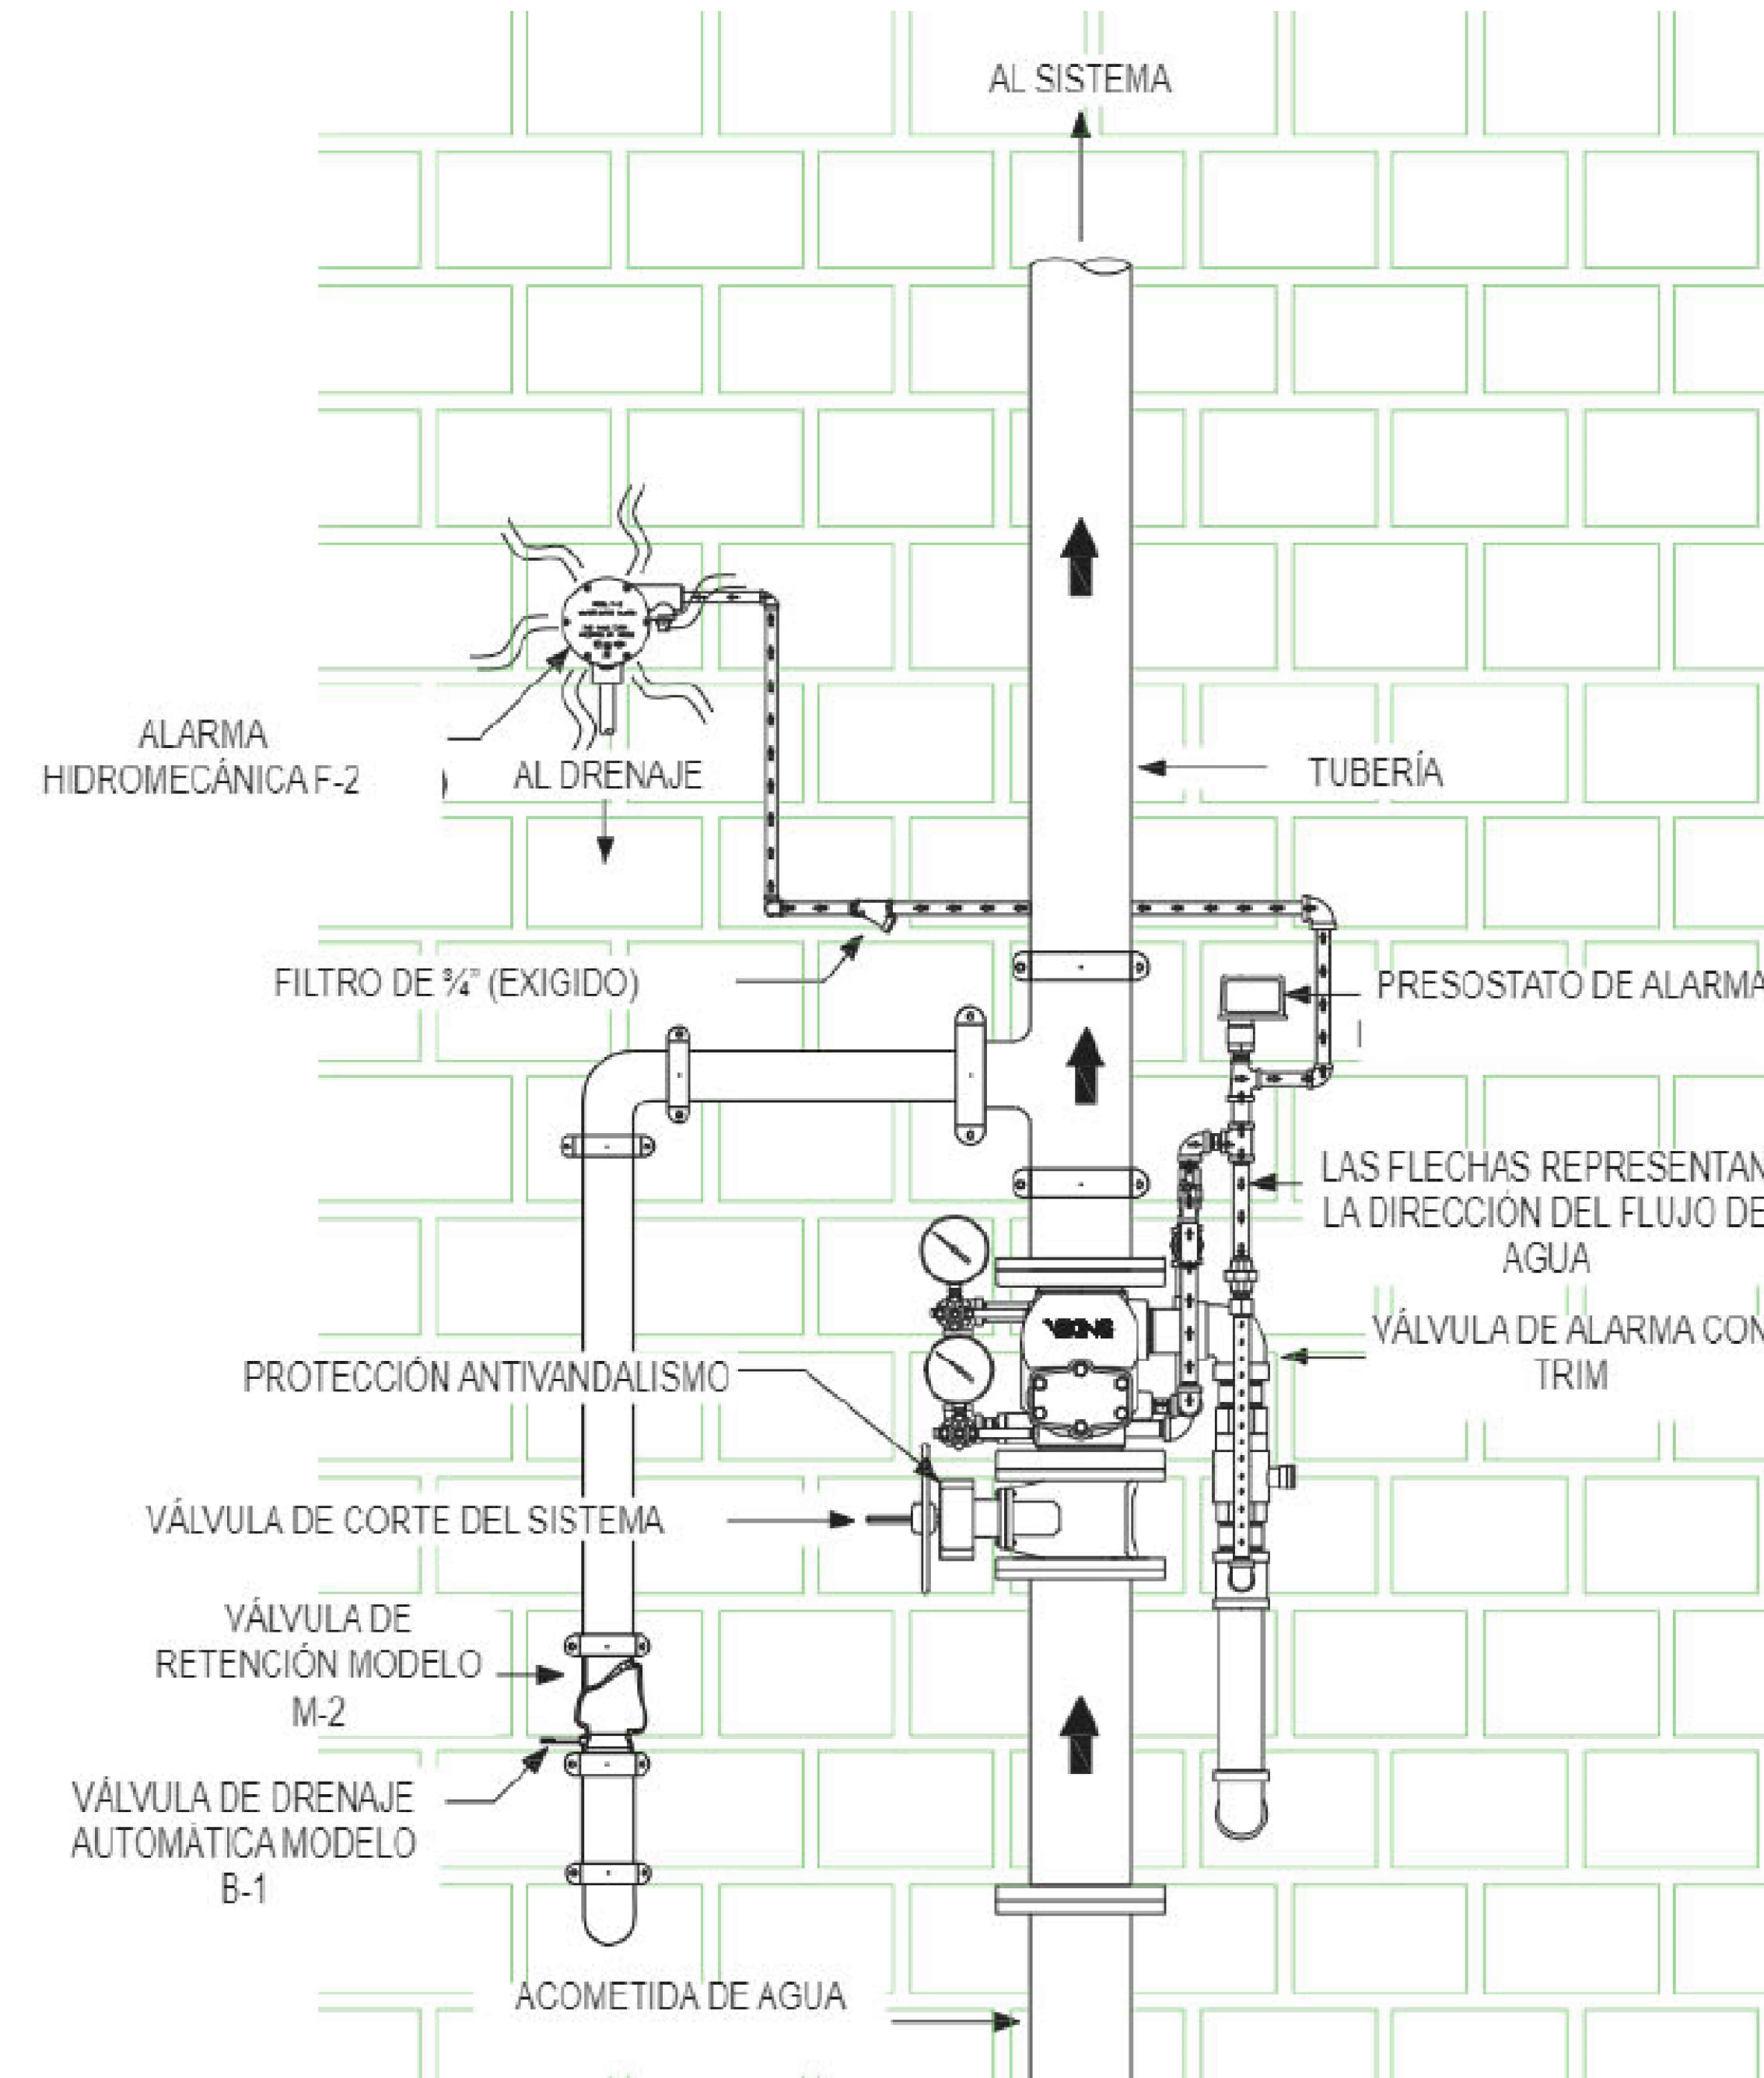 AL SISTEMA
ALARMA
HIDROMECÁNICA F-2
AL DRENAJE
TUBERÍA
FILTRO DE ¾" (EXIGIDO)
PRESOSTATO DE ALARMA
LAS FLECHAS REPRESENTAN
LA DIRECCIÓN DEL FLUJO DE
AGUA
VÁLVULA DE ALARMA CON
TRIM
VIKING
PROTECCIÓN ANTIVANDALISMO
VÁLVULA DE CORTE DEL SISTEMA
VÁLVULA DE
RETENCIÓN MODELO
M-2
VÁLVULA DE DRENAJE
AUTOMÁTICA MODELO
B-1
ACOMETIDA DE AGUA